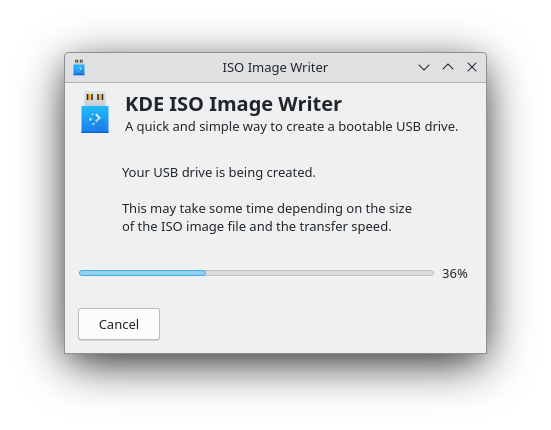 ISO Image Writer
KDE ISO Image Writer
A quick and simple way to create a bootable USB drive.
Your USB drive is being created.
This may take some time depending on the size
of the ISO image file and the transfer speed.
36%
Cancel